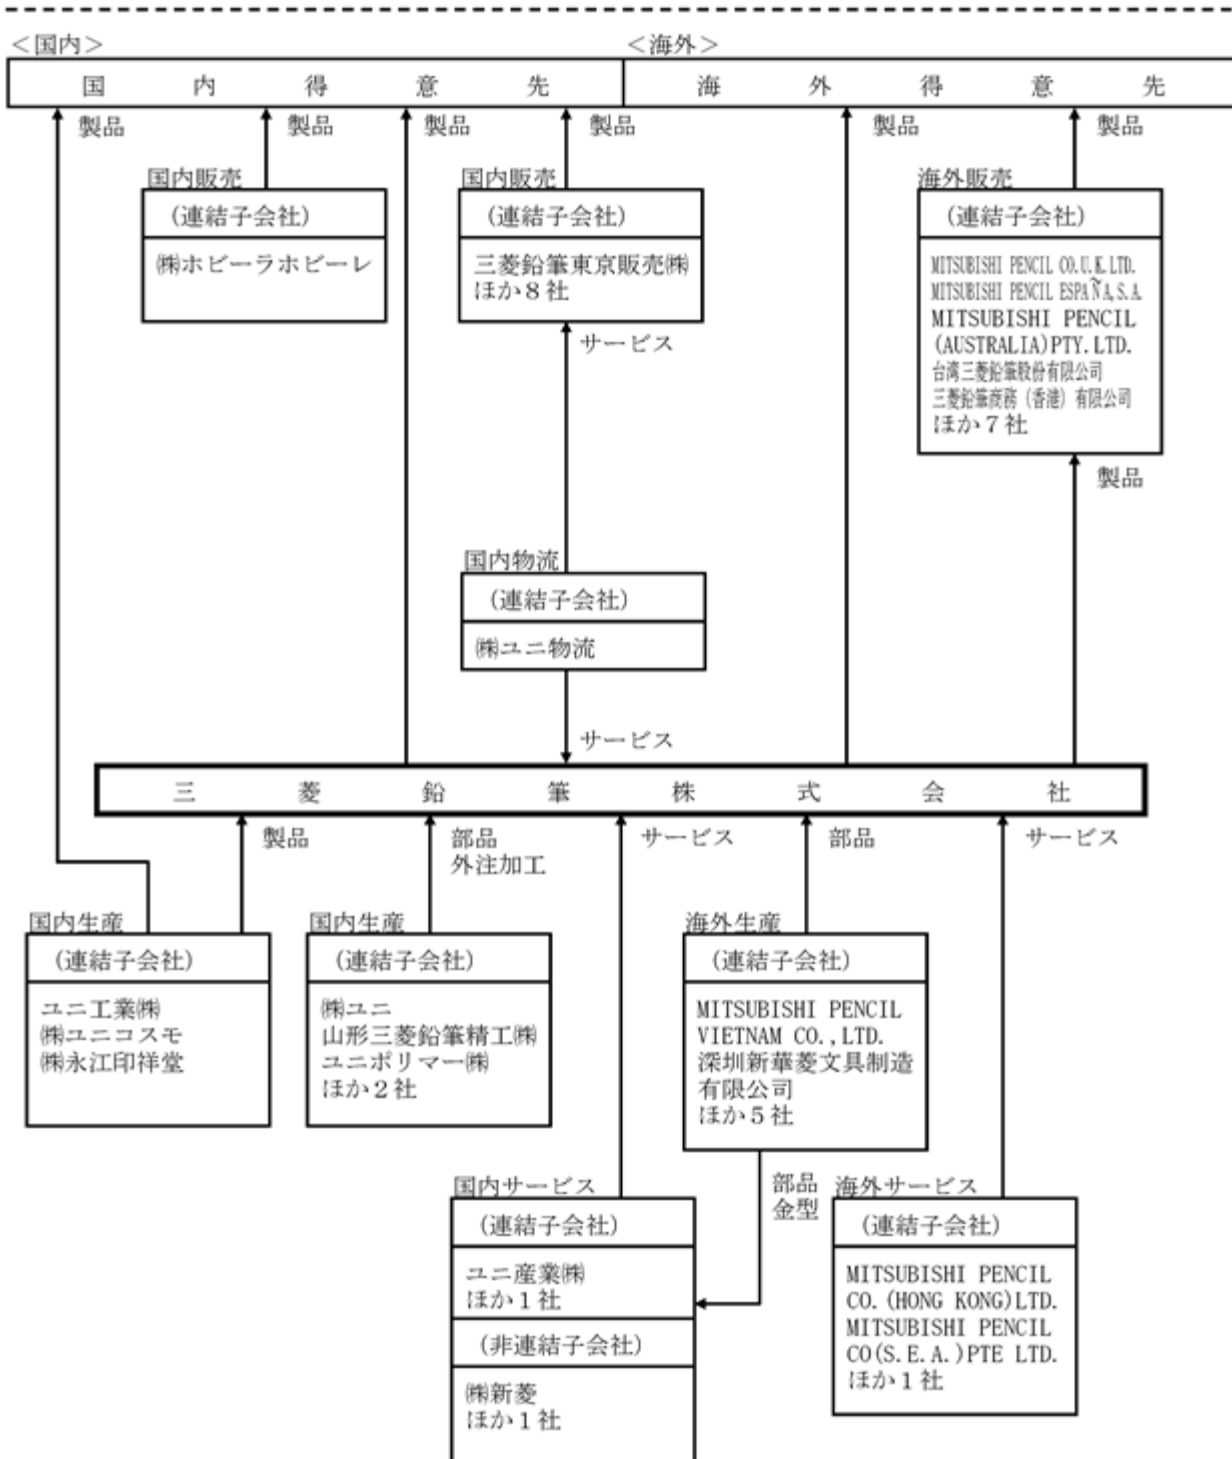 ＜国内＞
＜海外＞
国内得意先
海外得意先
製品
製品
製品
製品
製品
製品
国内販売
(連結子会社)
㈱ホビーラホビーレ
国内販売
(連結子会社)
三菱鉛筆東京販売㈱
ほか８社
サービス
海外販売
(連結子会社)
MITSUBISHI PENCIL CO.U.K.LTD.
MITSUBISHI PENCIL ESPAÑA,S.A.
MITSUBISHI PENCIL
(AUSTRALIA)PTY.LTD.
台湾三菱鉛筆股份有限公司
三菱鉛筆商務（香港）有限公司
ほか７社
製品
国内物流
(連結子会社)
㈱ユニ物流
サービス
三菱鉛筆株式会社
製品
部品
外注加工
サービス
部品
サービス
国内生産
(連結子会社)
ユニ工業㈱
㈱ユニコスモ
㈱永江印祥堂
国内生産
(連結子会社)
㈱ユニ
山形三菱鉛筆精工㈱
ユニポリマー㈱
ほか２社
海外生産
(連結子会社)
MITSUBISHI PENCIL
VIETNAM CO.,LTD.
深圳新華菱文具制造
有限公司
ほか５社
部品
金型
国内サービス
(連結子会社)
ユニ産業㈱
ほか１社
(非連結子会社)
㈱新菱
ほか１社
海外サービス
(連結子会社)
MITSUBISHI PENCIL
CO.(HONG KONG)LTD.
MITSUBISHI PENCIL
CO(S.E.A.)PTE LTD.
ほか１社